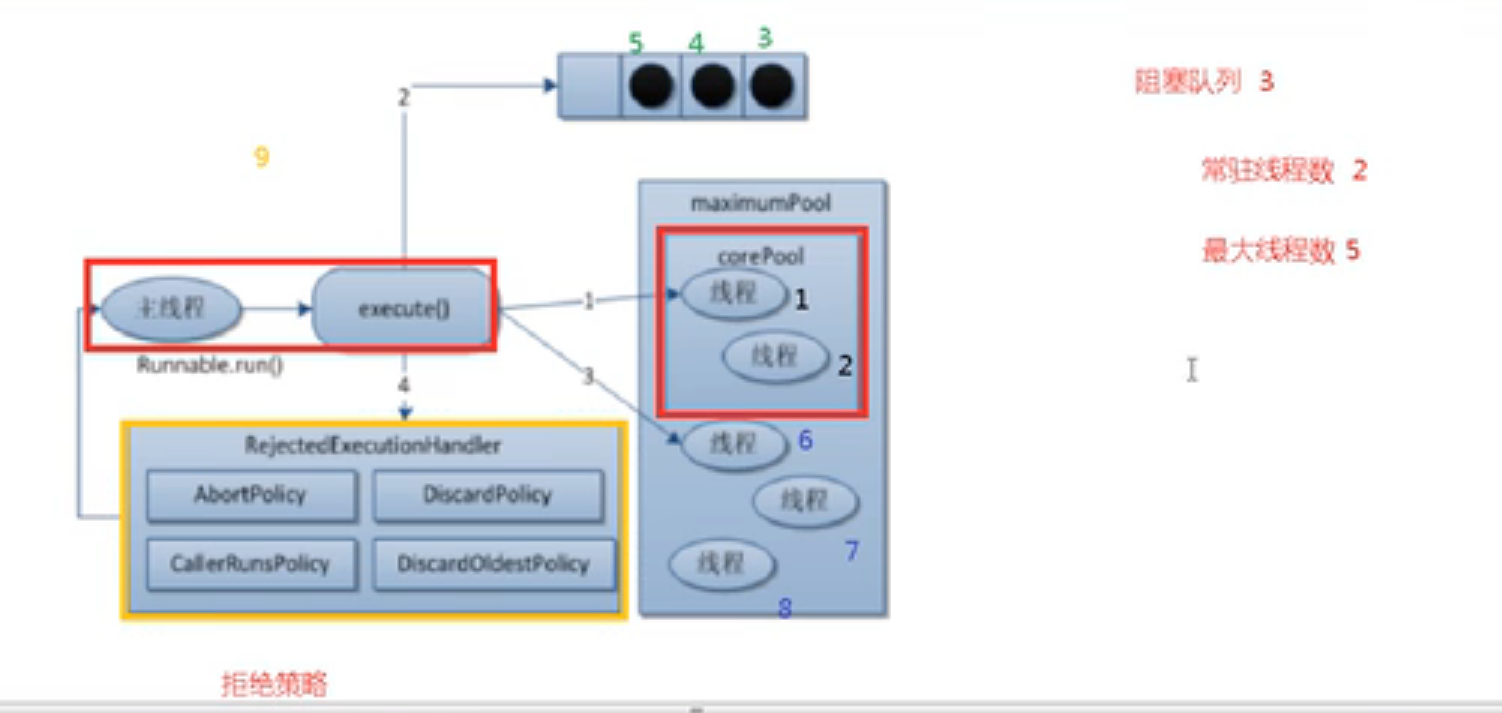 5 4 3
阻塞队列 3
2
9
常驻线程数 2
maximumPool
最大线程数 5
corePool
线程 1
主线程
execute()
1
线程 2
Runnable.run()
3
4
RejectedExecutionHandler
线程 6
AbortPolicy
DiscardPolicy
线程
7
CallerRunsPolicy
DiscardOldestPolicy
线程
8
拒绝策略